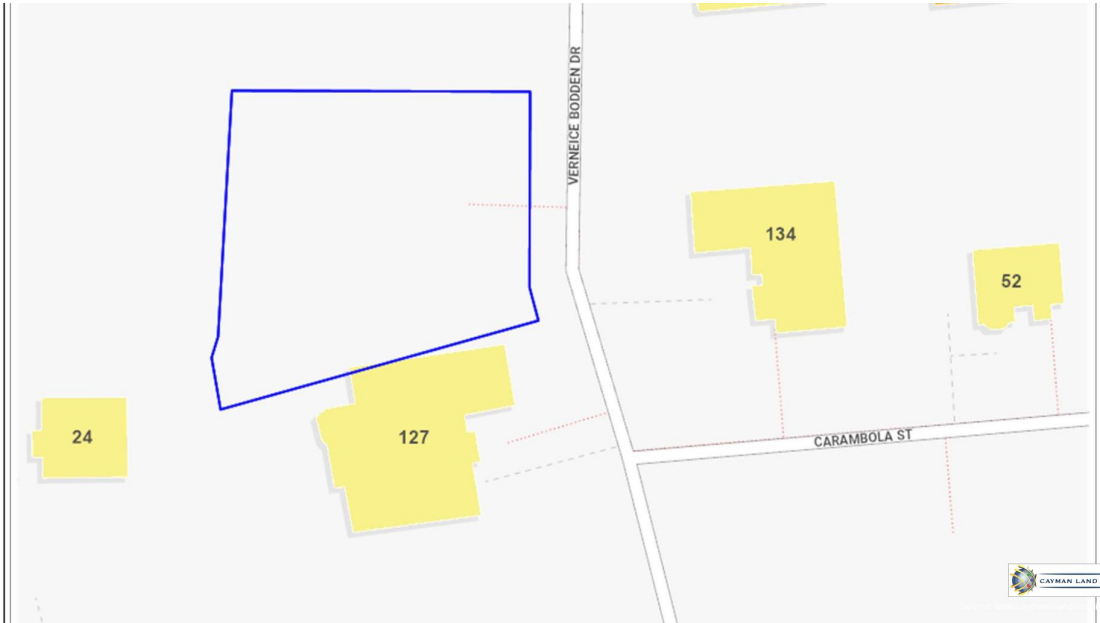 VERNEICE BODDEN DR
134
52
24
127
CARAMBOLA ST
CAYMAN LAND